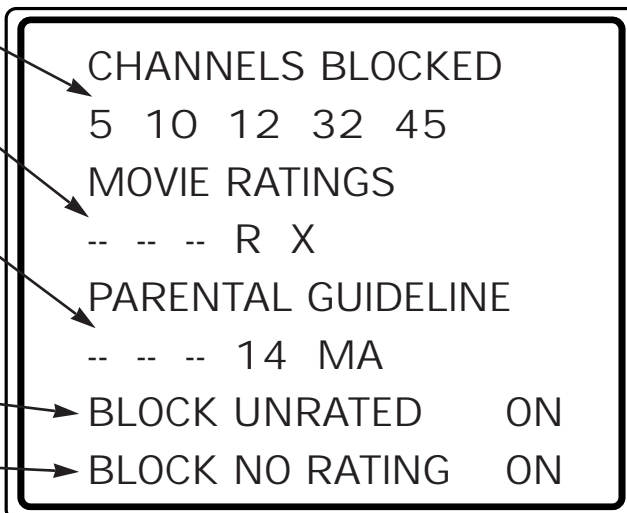 CHANNELS BLOCKED
5 10 12 32 45
MOVIE RATINGS
-- -- -- R X
PARENTAL GUIDELINE
-- -- -- 14 MA
BLOCK UNRATED ON
BLOCK NO RATING ON